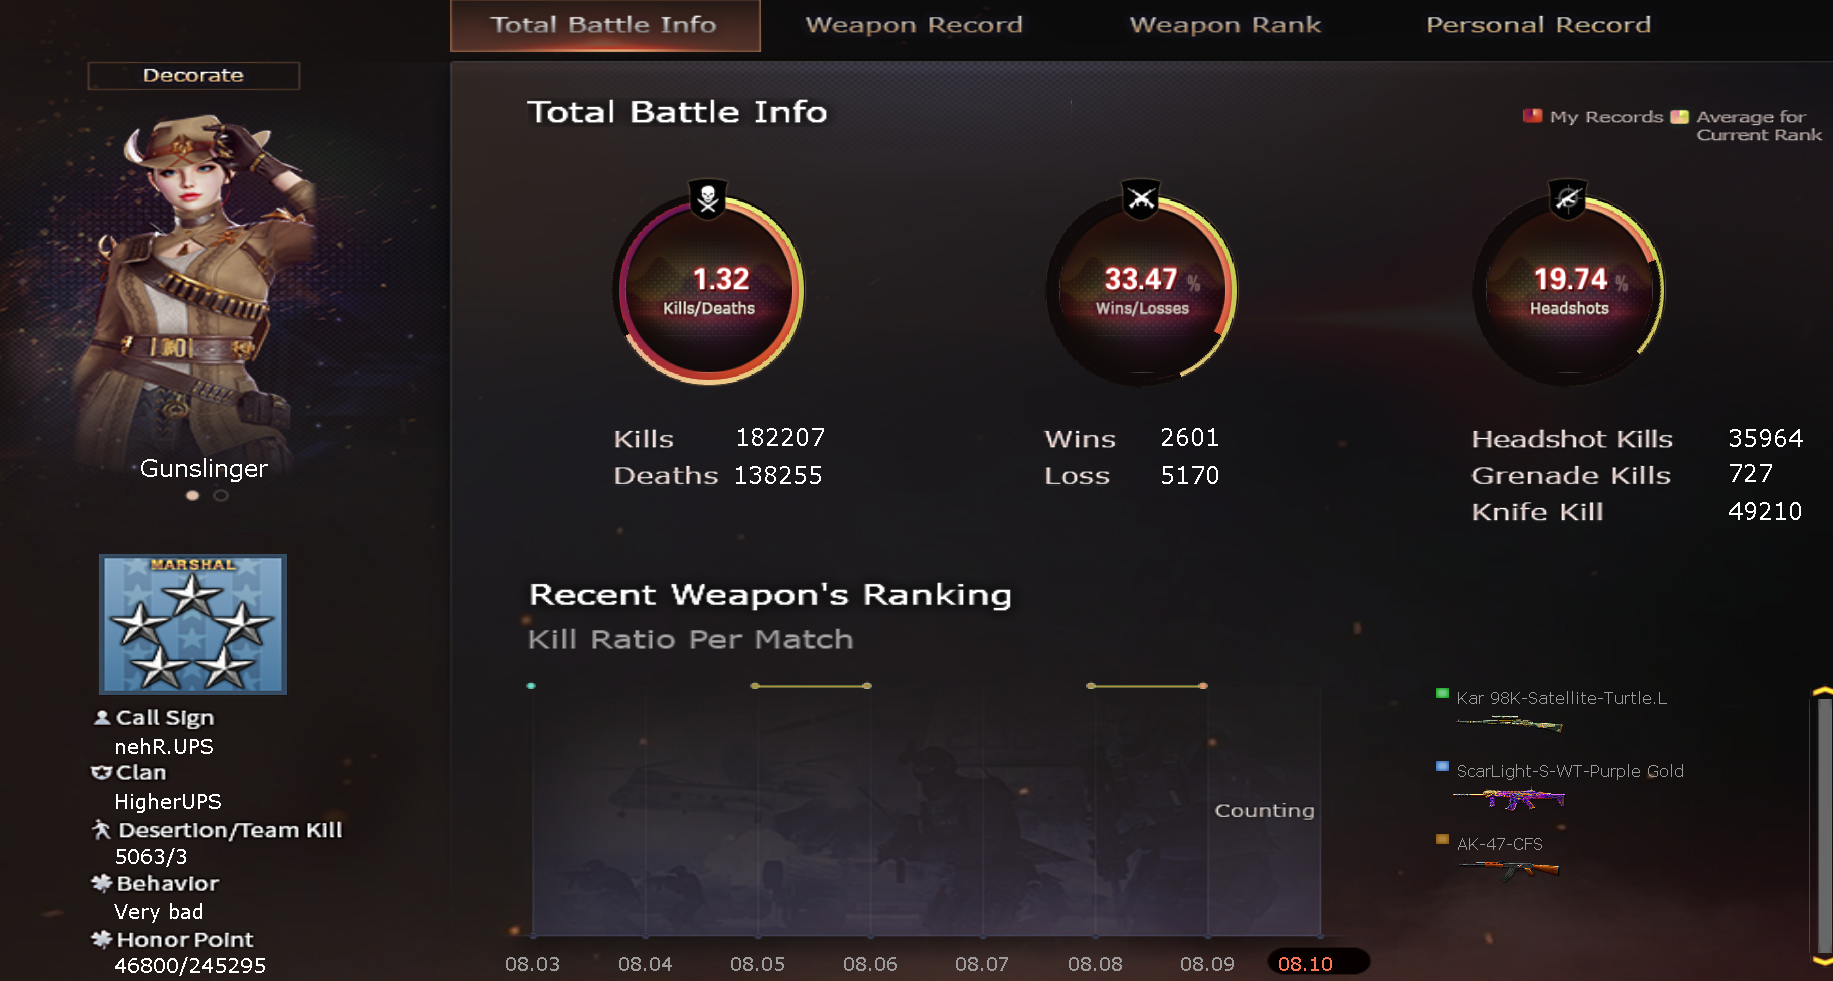 Total Battle Info
Weapon Record
Weapon Rank
Personal Record
Decorate
Total Battle Info
My Records
Average for
Current Rank
1.32
Kills/Deaths
33.47 %
Wins/Losses
19.74 %
Headshots
Kills 182207
Deaths 138255
Wins 2601
Loss 5170
Headshot Kills 35964
Grenade Kills 727
Knife Kill 49210
Gunslinger
MARSHAL
Call Sign
nehR.UPS
Clan
HigherUPS
Desertion/Team Kill
5063/3
Behavior
Very bad
Honor Point
46800/245295
Recent Weapon's Ranking
Kill Ratio Per Match
Counting
08.03 08.04 08.05 08.06 08.07 08.08 08.09 08.10
Kar 98K-Satellite-Turtle.L
ScarLight-S-WT-Purple Gold
AK-47-CFS